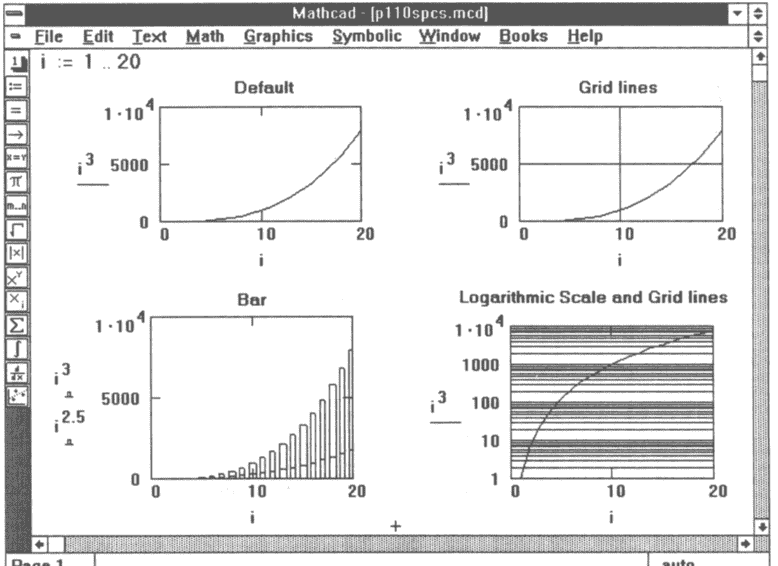 Mathcad - [p110spcs.mcd]
File Edit Text Math Graphics Symbolic Window Books Help
i := 1 .. 20
Default
1·10^4
i^3
5000
0
0 10 20
i
Grid lines
1·10^4
i^3
5000
0
0 10 20
i
Bar
1·10^4
i^3
5000
i^2.5
0
0 10 20
i
Logarithmic Scale and Grid lines
1·10^4
1000
i^3
100
10
1
0 10 20
i
1
:=
=
→
x=y
π
m..n
√
|×|
x^y
x_i
Σ
∫
d/dx
+
Page 1
auto